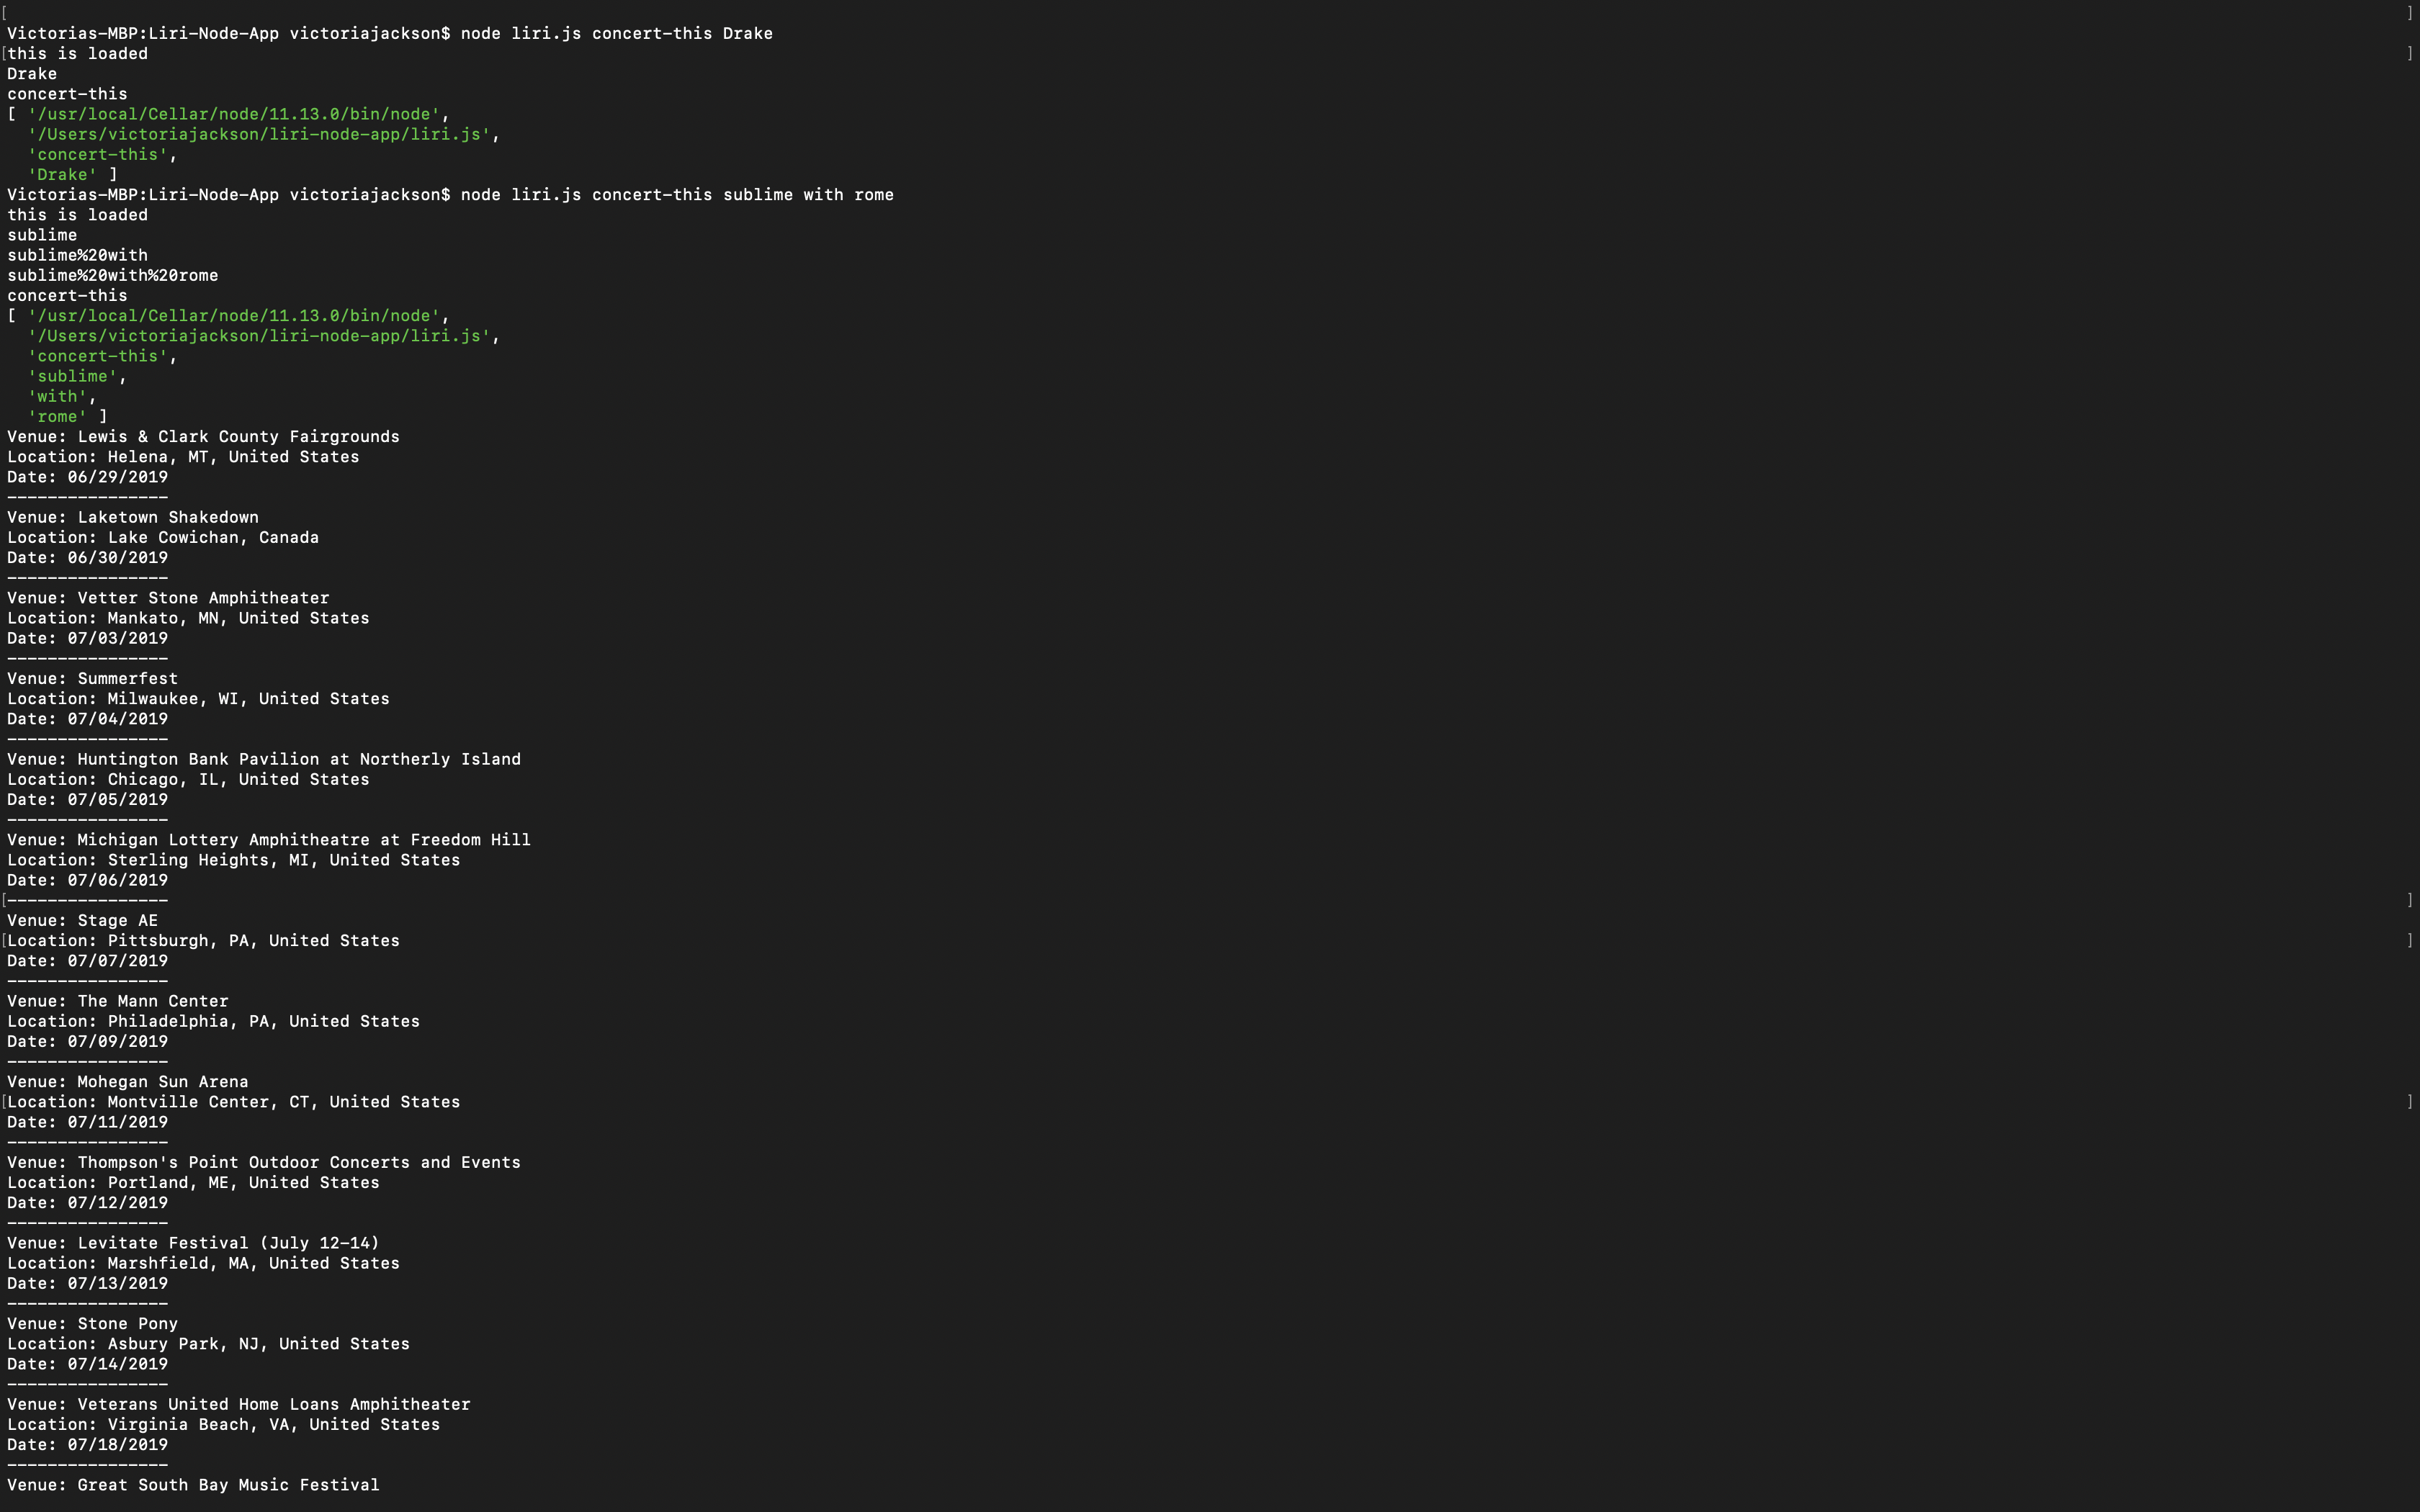 [ ]
Victorias-MBP:Liri-Node-App victoriajackson$ node liri.js concert-this Drake
[this is loaded ]
Drake
concert-this
[ '/usr/local/Cellar/node/11.13.0/bin/node',
'/Users/victoriajackson/liri-node-app/liri.js',
'concert-this',
'Drake' ]
Victorias-MBP:Liri-Node-App victoriajackson$ node liri.js concert-this sublime with rome
this is loaded
sublime
sublime%20with
sublime%20with%20rome
concert-this
[ '/usr/local/Cellar/node/11.13.0/bin/node',
'/Users/victoriajackson/liri-node-app/liri.js',
'concert-this',
'sublime',
'with',
'rome' ]
Venue: Lewis & Clark County Fairgrounds
Location: Helena, MT, United States
Date: 06/29/2019
----------------
Venue: Laketown Shakedown
Location: Lake Cowichan, Canada
Date: 06/30/2019
----------------
Venue: Vetter Stone Amphitheater
Location: Mankato, MN, United States
Date: 07/03/2019
----------------
Venue: Summerfest
Location: Milwaukee, WI, United States
Date: 07/04/2019
----------------
Venue: Huntington Bank Pavilion at Northerly Island
Location: Chicago, IL, United States
Date: 07/05/2019
----------------
Venue: Michigan Lottery Amphitheatre at Freedom Hill
Location: Sterling Heights, MI, United States
Date: 07/06/2019
[---------------- ]
Venue: Stage AE
[Location: Pittsburgh, PA, United States ]
Date: 07/07/2019
----------------
Venue: The Mann Center
Location: Philadelphia, PA, United States
Date: 07/09/2019
----------------
Venue: Mohegan Sun Arena
[Location: Montville Center, CT, United States ]
Date: 07/11/2019
----------------
Venue: Thompson's Point Outdoor Concerts and Events
Location: Portland, ME, United States
Date: 07/12/2019
----------------
Venue: Levitate Festival (July 12-14)
Location: Marshfield, MA, United States
Date: 07/13/2019
----------------
Venue: Stone Pony
Location: Asbury Park, NJ, United States
Date: 07/14/2019
----------------
Venue: Veterans United Home Loans Amphitheater
Location: Virginia Beach, VA, United States
Date: 07/18/2019
----------------
Venue: Great South Bay Music Festival